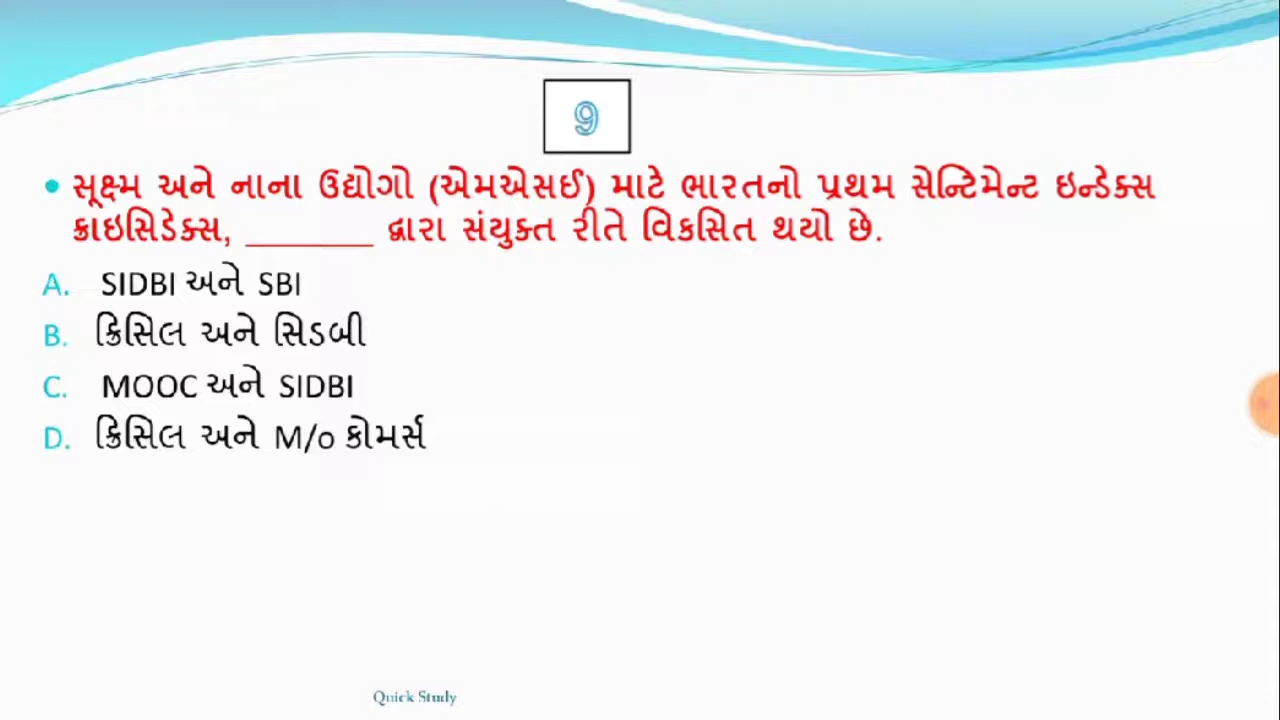 9
• સૂક્ષ્મ અને નાના ઉદ્યોગો (એમએસઈ) માટે ભારતનો પ્રથમ સેન્ટિમેન્ટ ઇન્ડેક્સ
ક્રાઇસિડેક્સ, ________ દ્વારા સંયુક્ત રીતે વિકસિત થયો છે.
A. SIDBI અને SBI
B. ક્રિસિલ અને સિડબી
C. MOOC અને SIDBI
D. ક્રિસિલ અને M/o કોમર્સ
Quick Study